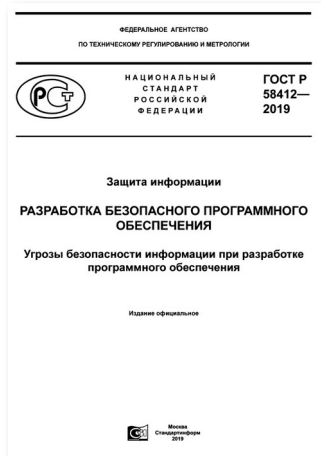 ФЕДЕРАЛЬНОЕ АГЕНТСТВО
ПО ТЕХНИЧЕСКОМУ РЕГУЛИРОВАНИЮ И МЕТРОЛОГИИ
НАЦИОНАЛЬНЫЙ
СТАНДАРТ
РОССИЙСКОЙ
ФЕДЕРАЦИИ
ГОСТ Р
58412—
2019
Защита информации
РАЗРАБОТКА БЕЗОПАСНОГО ПРОГРАММНОГО
ОБЕСПЕЧЕНИЯ
Угрозы безопасности информации при разработке
программного обеспечения
Издание официальное
Москва
Стандартинформ
2019